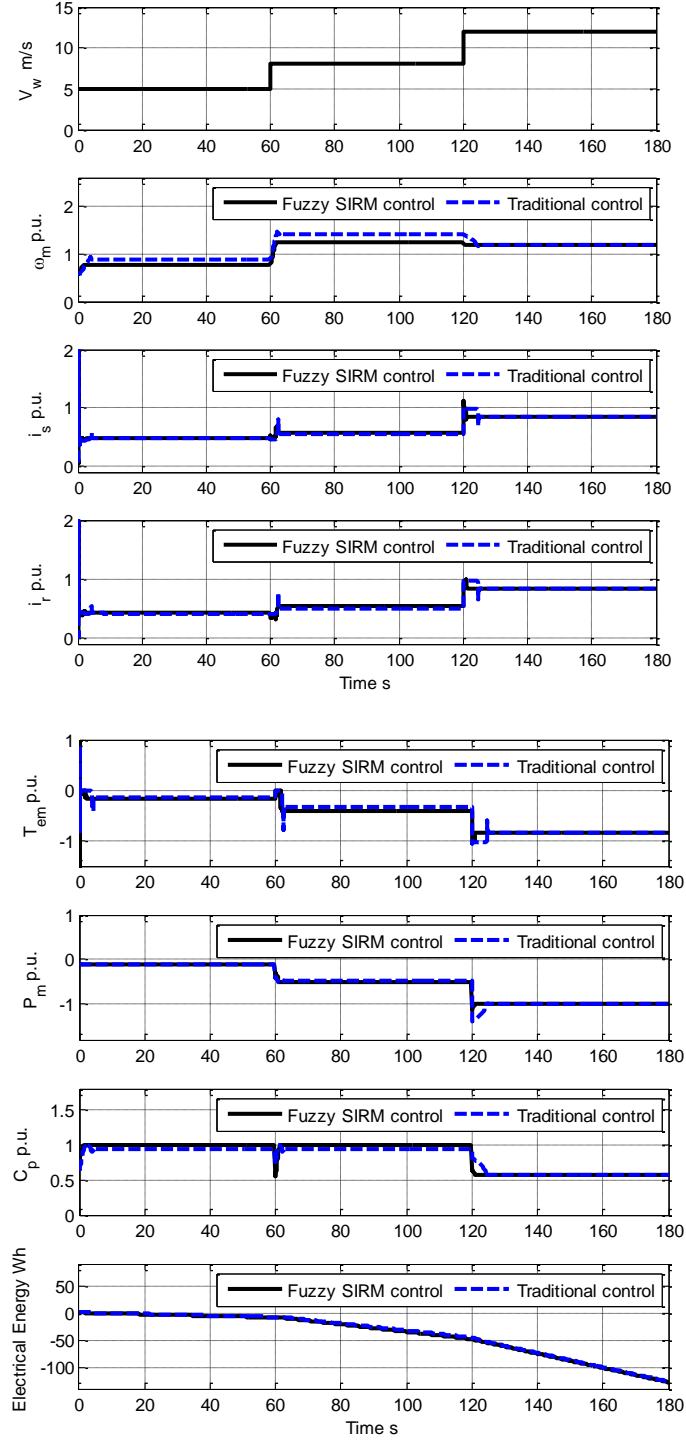 15
10
V_w m/s
5
0
0 20 40 60 80 100 120 140 160 180
Fuzzy SIRM control Traditional control
2
ω_m p.u.
1
0
0 20 40 60 80 100 120 140 160 180
2
Fuzzy SIRM control Traditional control
i_s p.u.
1
0
0 20 40 60 80 100 120 140 160 180
2
Fuzzy SIRM control Traditional control
i_r p.u.
1
0
0 20 40 60 80 100 120 140 160 180
Time s
1
Fuzzy SIRM control Traditional control
T_em p.u.
0
-1
0 20 40 60 80 100 120 140 160 180
1
Fuzzy SIRM control Traditional control
P_m p.u.
0
-1
0 20 40 60 80 100 120 140 160 180
1.5
Fuzzy SIRM control Traditional control
C_p p.u.
1
0.5
0
0 20 40 60 80 100 120 140 160 180
Electrical Energy Wh
50
Fuzzy SIRM control Traditional control
0
-50
-100
0 20 40 60 80 100 120 140 160 180
Time s